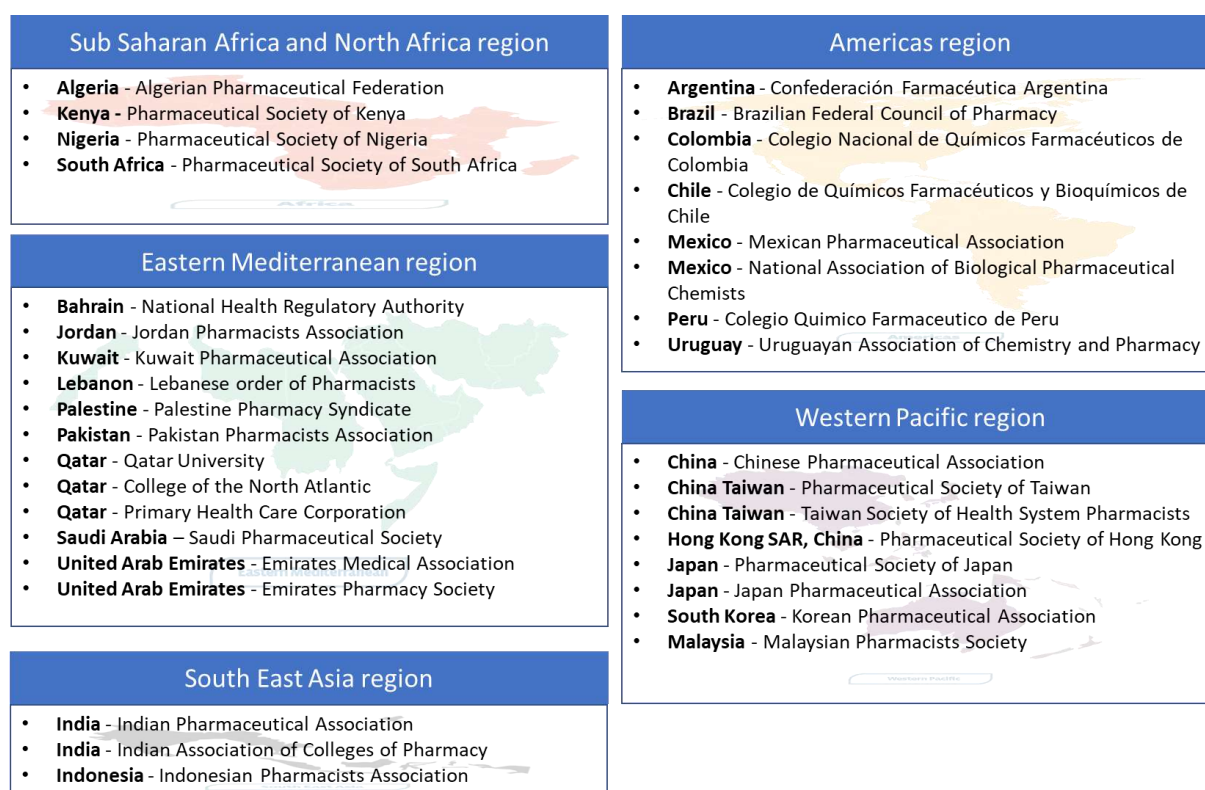 Sub Saharan Africa and North Africa region
• Algeria - Algerian Pharmaceutical Federation
• Kenya - Pharmaceutical Society of Kenya
• Nigeria - Pharmaceutical Society of Nigeria
• South Africa - Pharmaceutical Society of South Africa
Africa
Eastern Mediterranean region
• Bahrain - National Health Regulatory Authority
• Jordan - Jordan Pharmacists Association
• Kuwait - Kuwait Pharmaceutical Association
• Lebanon - Lebanese order of Pharmacists
• Palestine - Palestine Pharmacy Syndicate
• Pakistan - Pakistan Pharmacists Association
• Qatar - Qatar University
• Qatar - College of the North Atlantic
• Qatar - Primary Health Care Corporation
• Saudi Arabia – Saudi Pharmaceutical Society
• United Arab Emirates - Emirates Medical Association
Eastern Mediterranean
• United Arab Emirates - Emirates Pharmacy Society
South East Asia region
• India - Indian Pharmaceutical Association
• India - Indian Association of Colleges of Pharmacy
• Indonesia - Indonesian Pharmacists Association
South East Asia
Americas region
• Argentina - Confederación Farmacéutica Argentina
• Brazil - Brazilian Federal Council of Pharmacy
• Colombia - Colegio Nacional de Químicos Farmacéuticos de
Colombia
• Chile - Colegio de Químicos Farmacéuticos y Bioquímicos de
Chile
• Mexico - Mexican Pharmaceutical Association
• Mexico - National Association of Biological Pharmaceutical
Chemists
• Peru - Colegio Quimico Farmaceutico de Peru
• Uruguay - Uruguayan Association of Chemistry and Pharmacy
Western Pacific region
• China - Chinese Pharmaceutical Association
• China Taiwan - Pharmaceutical Society of Taiwan
• China Taiwan - Taiwan Society of Health System Pharmacists
• Hong Kong SAR, China - Pharmaceutical Society of Hong Kong
• Japan - Pharmaceutical Society of Japan
• Japan - Japan Pharmaceutical Association
• South Korea - Korean Pharmaceutical Association
• Malaysia - Malaysian Pharmacists Society
Western Pacific